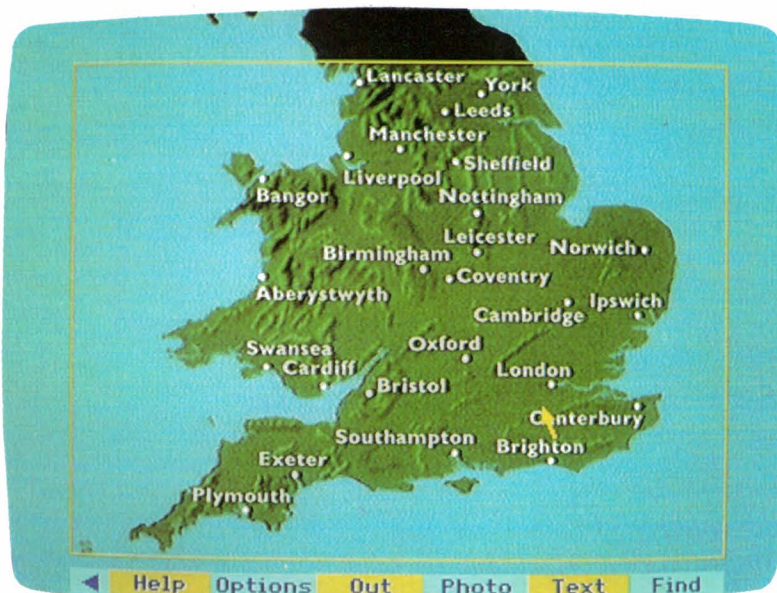 Lancaster
York
Leeds
Manchester
Sheffield
Liverpool
Bangor
Nottingham
Leicester
Birmingham
Norwich
Coventry
Aberystwyth
Ipswich
Cambridge
Swansea
Oxford
Cardiff
London
Bristol
Canterbury
Southampton
Brighton
Exeter
Plymouth
Help Options Out Photo Text Find